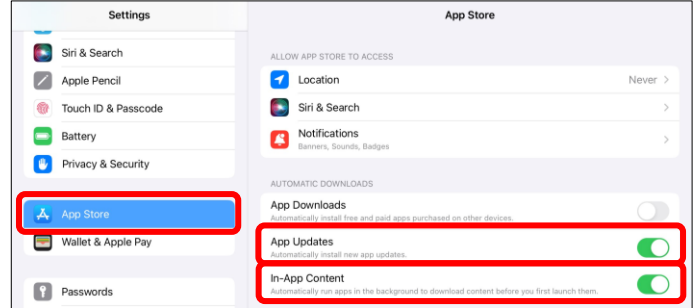 Settings
Siri & Search
Apple Pencil
Touch ID & Passcode
Battery
Privacy & Security
App Store
Wallet & Apple Pay
Passwords
App Store
ALLOW APP STORE TO ACCESS
Location Never
Siri & Search
Notifications
Banners, Sounds, Badges
AUTOMATIC DOWNLOADS
App Downloads
Automatically install free and paid apps purchased on other devices.
App Updates
Automatically install new app updates.
In-App Content
Automatically run apps in the background to download content before you first launch them.